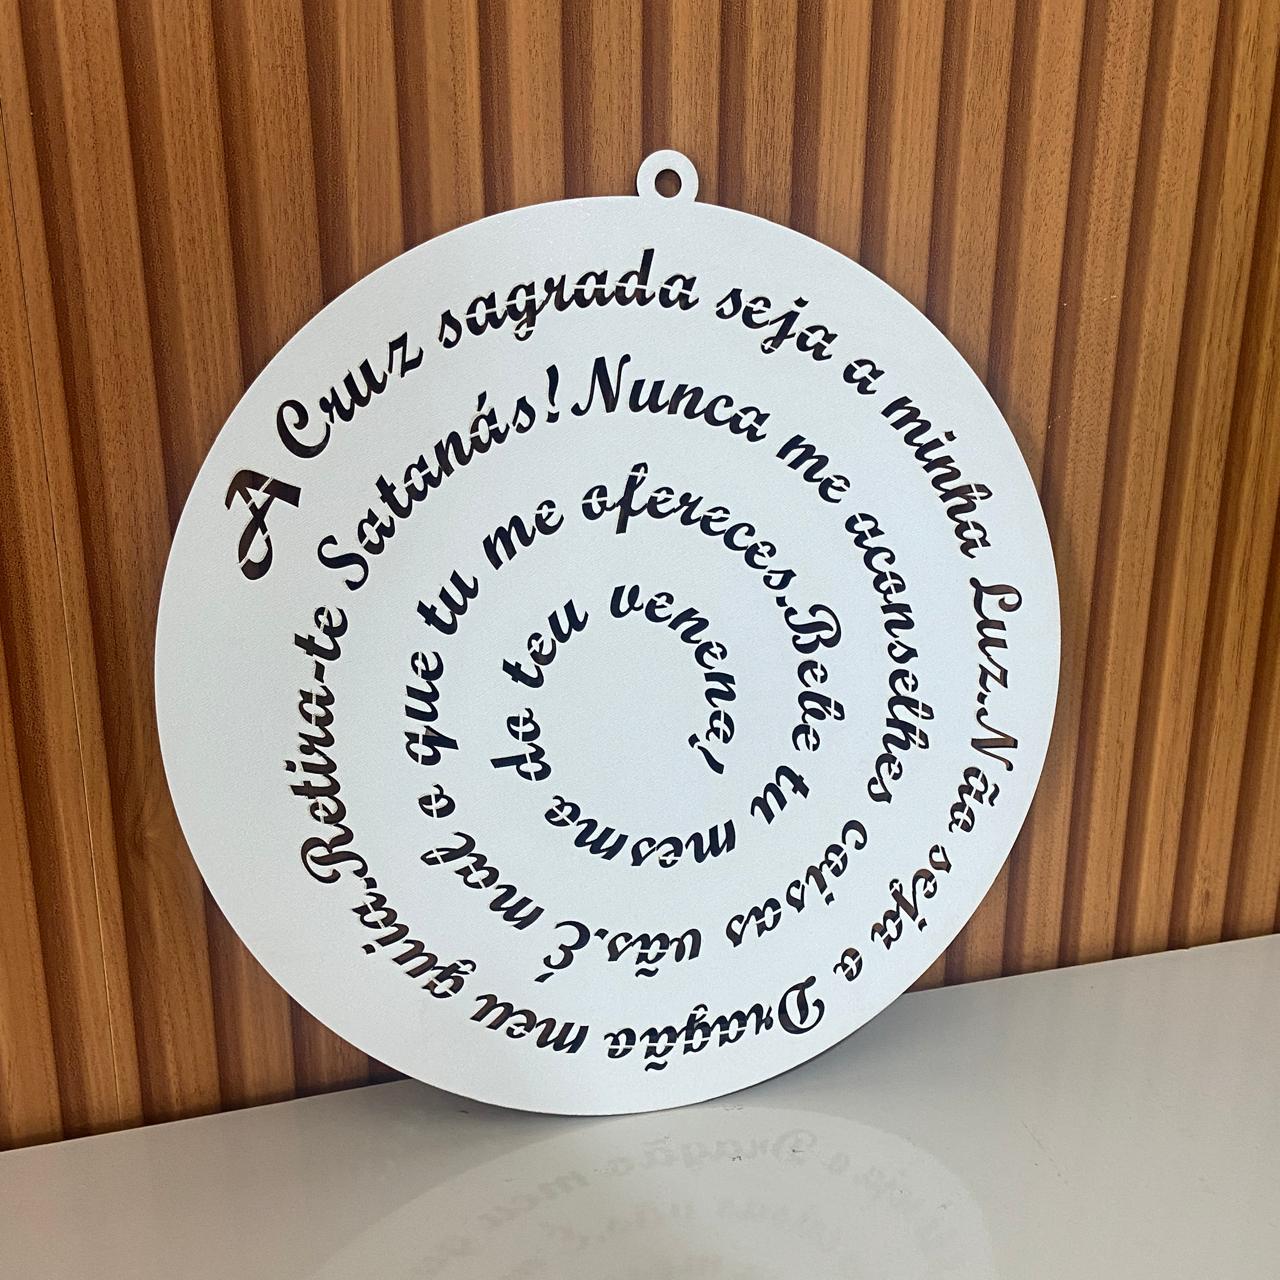 A Cruz sagrada seja a minha Luz.Não seja o Dragão meu guia.Retira-te Satanás!Nunca me aconselhes coisas vãs.É mal o que tu me ofereces.Bebe tu mesmo do teu veneno,